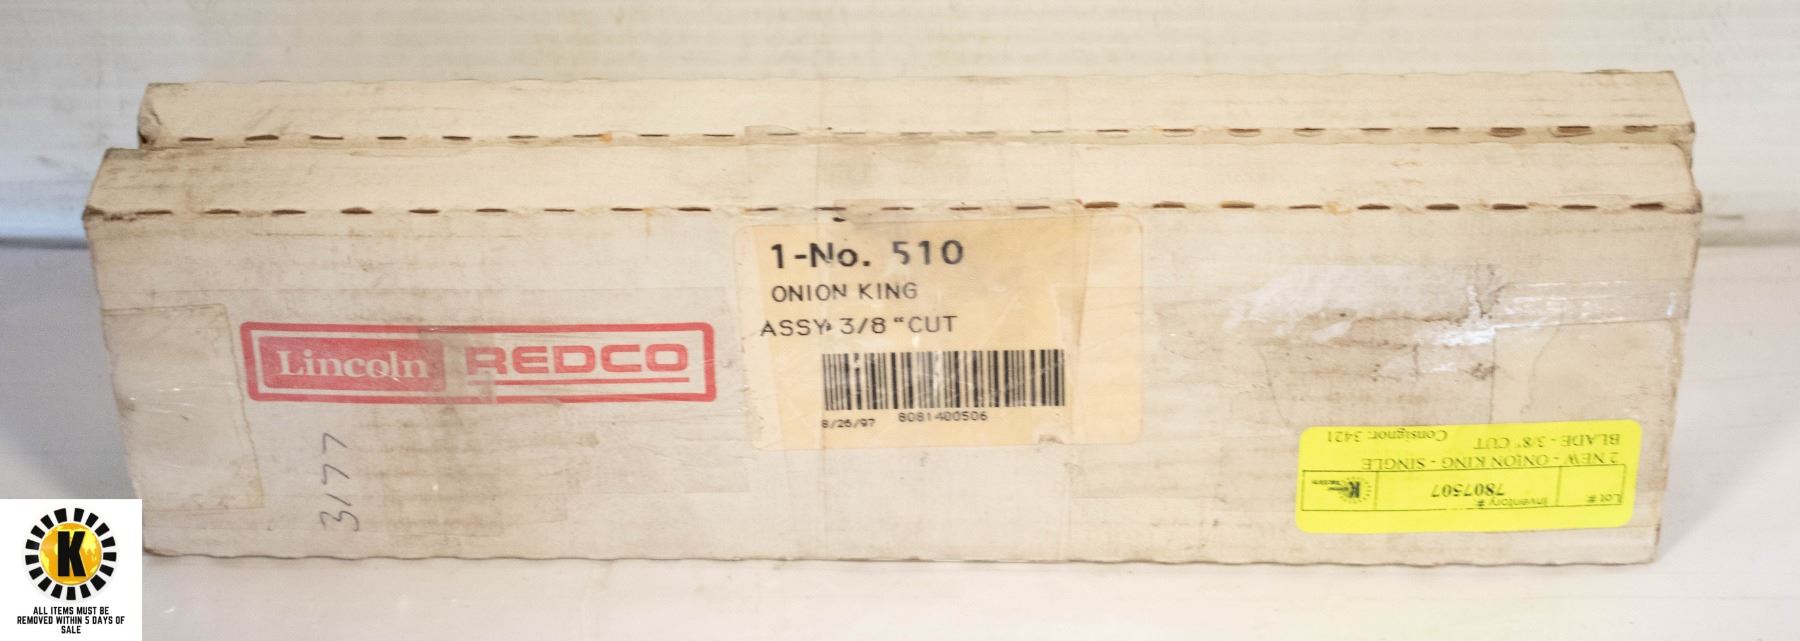 1-No. 510
ONION KING
ASSY, 3/8 "CUT
8/26/97 8081400506
Lincoln REDCO
3177
Lot #
Inventory #:
7807507
2 NEW - ONION KING - SINGLE
BLADE - 3/8" CUT Consignor: 3421
K
ALL ITEMS MUST BE
REMOVED WITHIN 5 DAYS OF
SALE